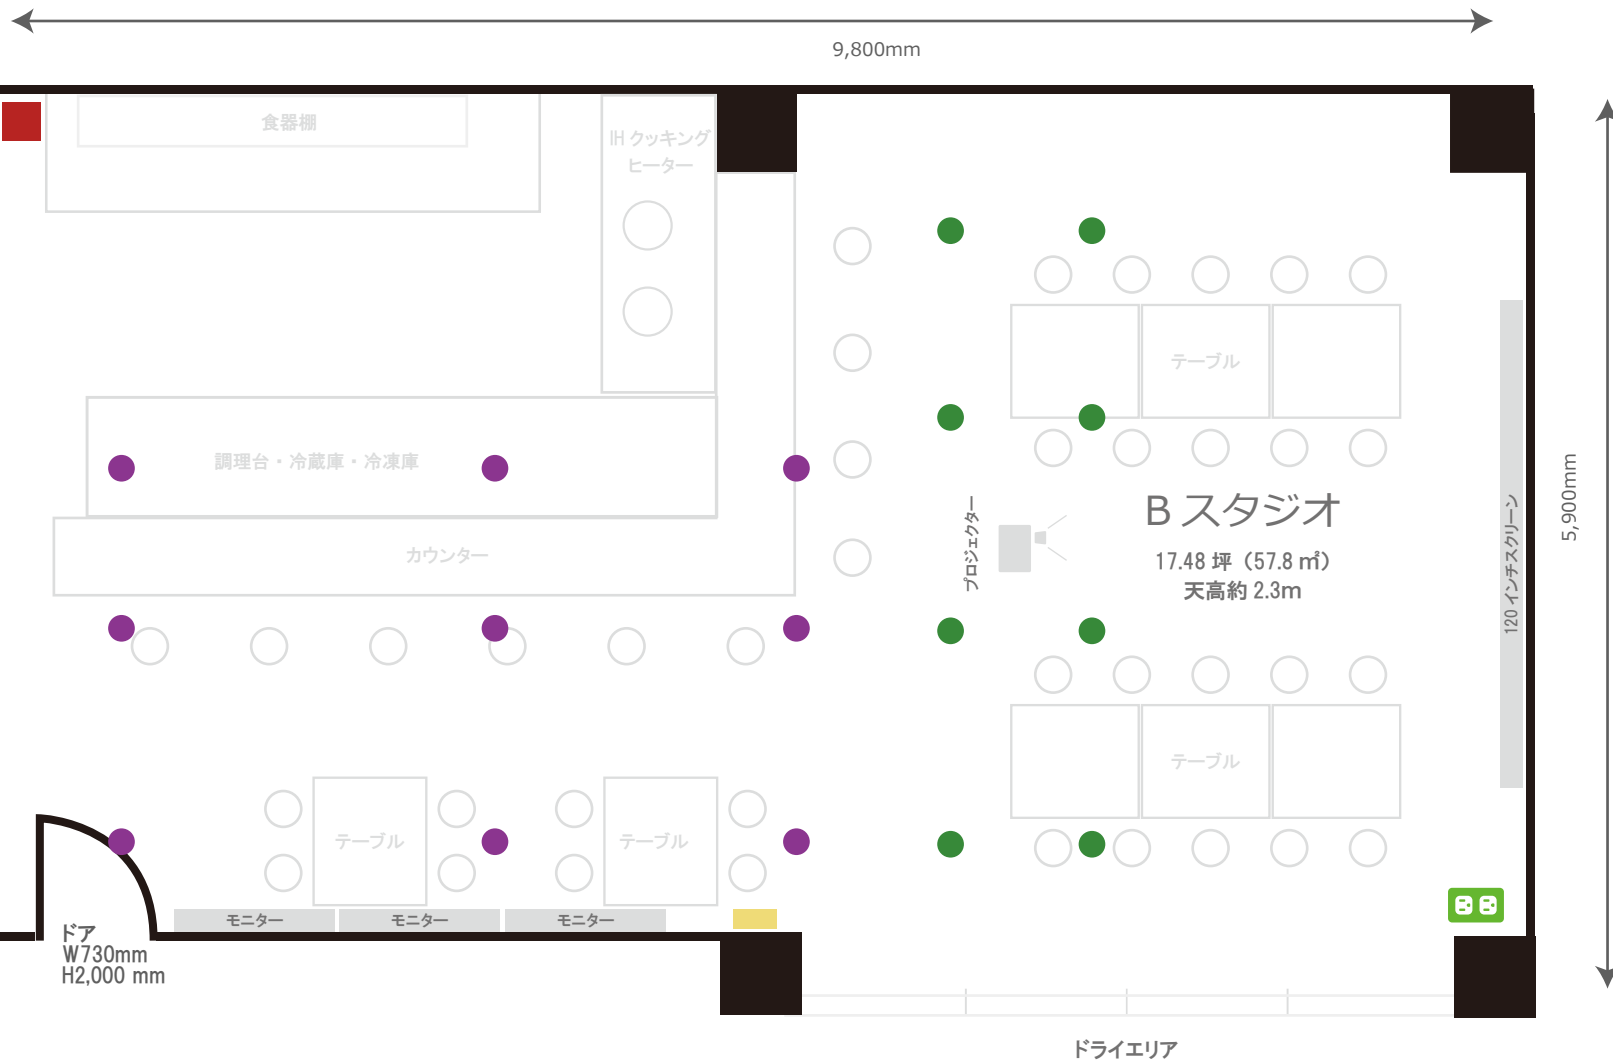 9,800mm
食器棚
IH クッキング
ヒーター
テーブル
調理台・冷蔵庫・冷凍庫
カウンター
プロジェクター
B スタジオ
17.48 坪（57.8 ㎡）
天高約 2.3m
120 インチスクリーン
5,900mm
テーブル
テーブル
テーブル
モニター
モニター
モニター
ドア
W730mm
H2,000 mm
ドライエリア